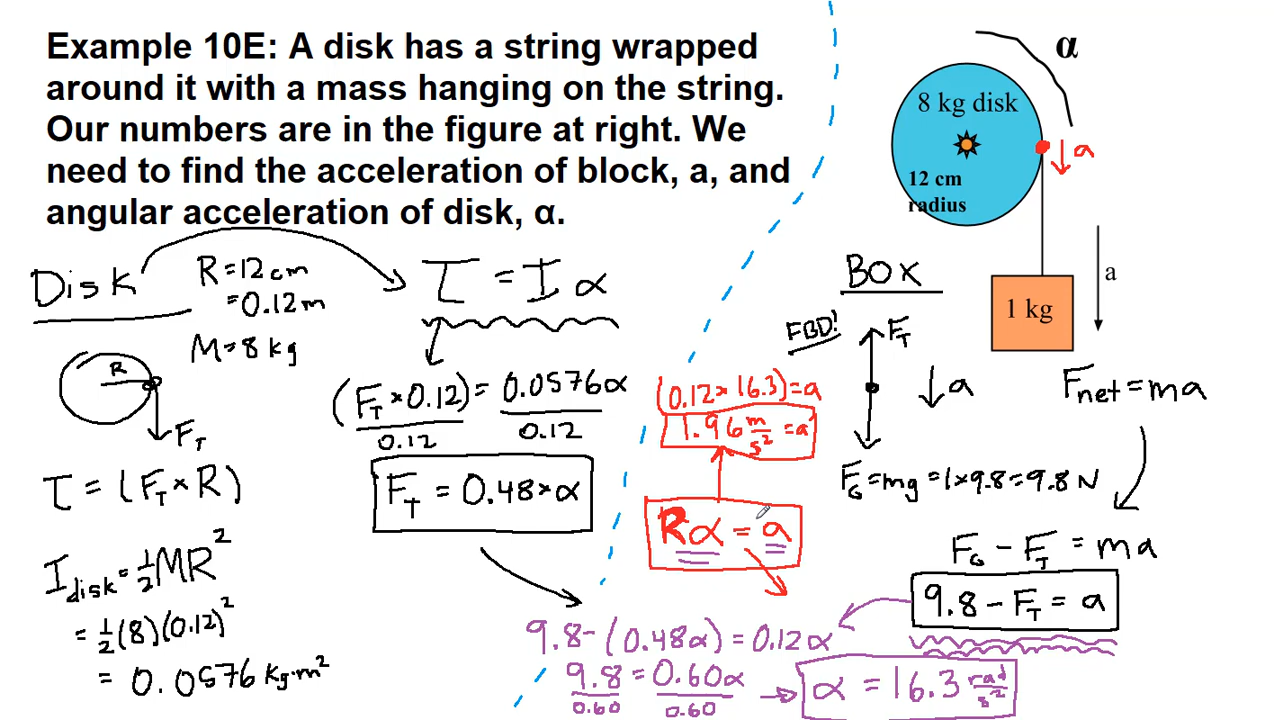 Example 10E: A disk has a string wrapped
around it with a mass hanging on the string.
Our numbers are in the figure at right. We
need to find the acceleration of block, a, and
angular acceleration of disk, α.
α
8 kg disk
12 cm
radius
a
a
1 kg
Disk
R = 12cm
= 0.12m
M = 8 kg
R
F_T
τ = (F_T × R)
I_disk = ½MR²
= ½(8)(0.12)²
= 0.0576 kg·m²
τ = Iα
(F_T × 0.12) = 0.0576α
0.12 0.12
F_T = 0.48*α
BOX
FBD!
F_T
a
F_G = mg = 1×9.8 = 9.8 N
F_net = ma
F_G - F_T = ma
9.8 - F_T = a
(0.12 * 16.3) = a
1.96 m/s² = a
Rα = a
9.8 - (0.48α) = 0.12α
9.8 = 0.60α
0.60 0.60
α = 16.3 rad/s²